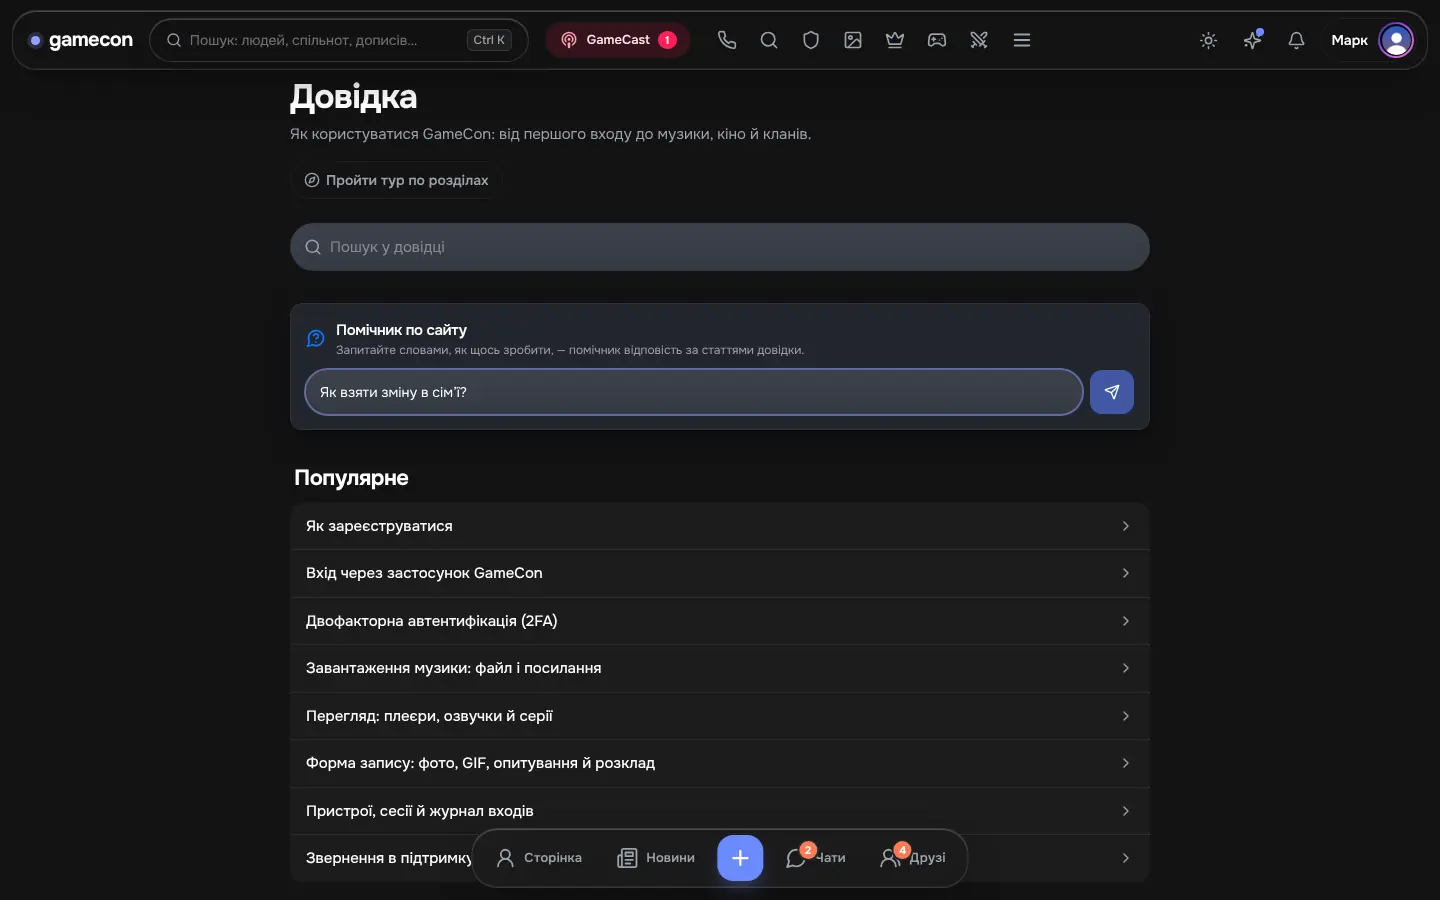 gamecon
Пошук: людей, спільнот, дописів...
Ctrl K
GameCast 1
Марк
Довідка
Як користуватися GameCon: від першого входу до музики, кіно й кланів.
Пройти тур по розділах
Пошук у довідці
Помічник по сайту
Запитайте словами, як щось зробити, — помічник відповість за статтями довідки.
Як взяти зміну в сім'ї?
Популярне
Як зареєструватися
Вхід через застосунок GameCon
Двофакторна автентифікація (2FA)
Завантаження музики: файл і посилання
Перегляд: плеєри, озвучки й серії
Форма запису: фото, GIF, опитування й розклад
Пристрої, сесії й журнал входів
Звернення в підтримку
Сторінка
Новини
2
Чати
4
Друзі